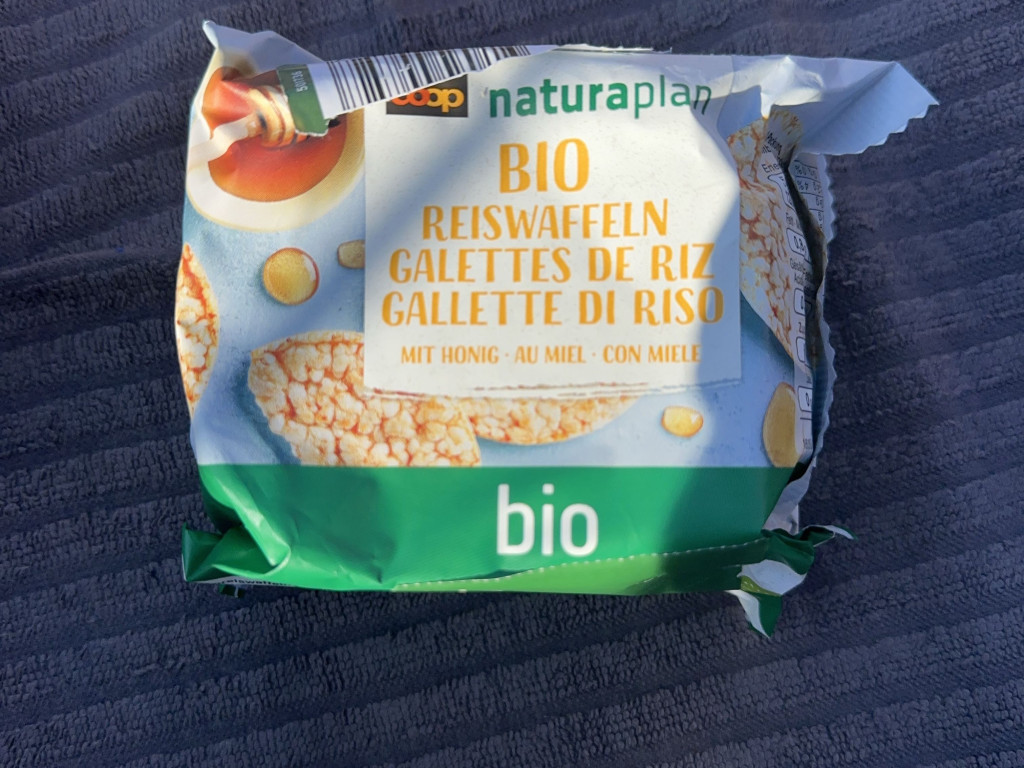 coop naturaplan
BIO
REISWAFFELN
GALETTES DE RIZ
GALLETTE DI RISO
MIT HONIG · AU MIEL · CON MIELE
bio